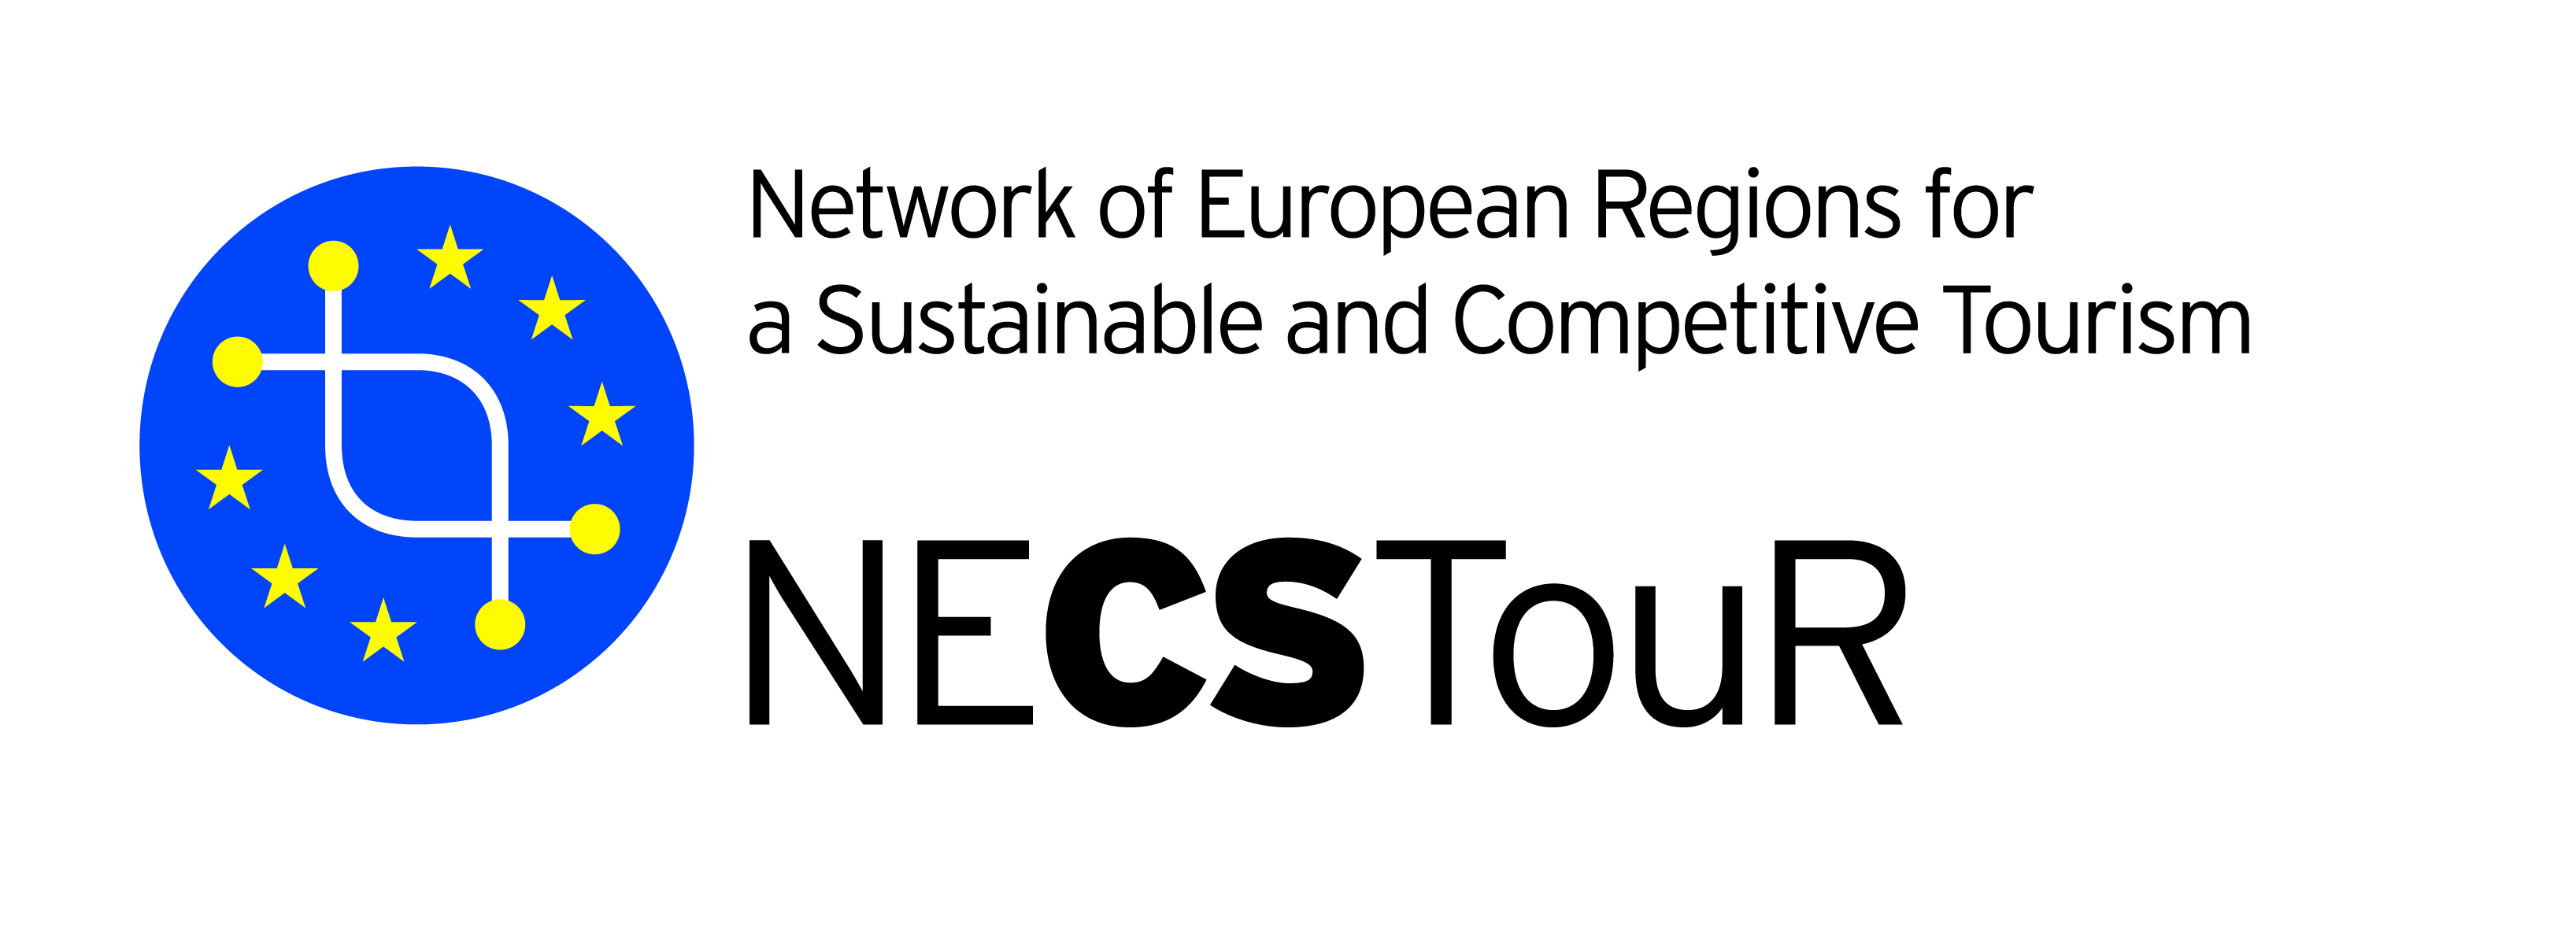 Network of European Regions for
a Sustainable and Competitive Tourism
NECSTouR